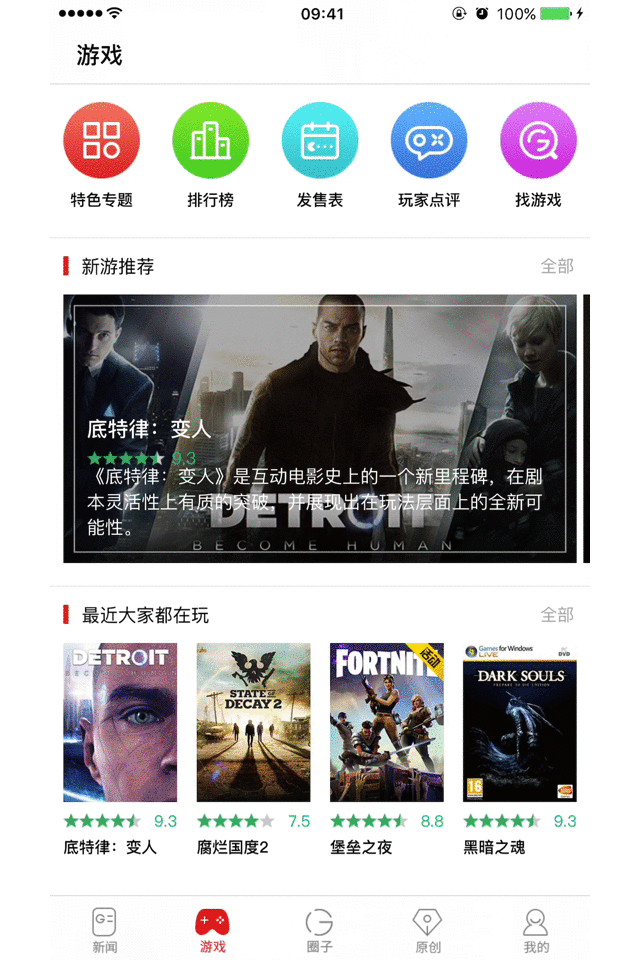 09:41
100%
游戏
特色专题
排行榜
发售表
玩家点评
找游戏
新游推荐
全部
底特律：变人
9.3
《底特律：变人》是互动电影史上的一个新里程碑，在剧
本灵活性上有质的突破，并展现出在玩法层面上的全新可
能性。
DETROIT
BECOME HUMAN
最近大家都在玩
全部
DETROIT
BECOME HUMAN
STATE OF
DECAY 2
FORTNITE
活动
Games for Windows
LIVE
PC
DVD
DARK SOULS
PREPARE TO DIE EDITION
16
9.3
7.5
8.8
9.3
底特律：变人
腐烂国度2
堡垒之夜
黑暗之魂
新闻
游戏
圈子
原创
我的